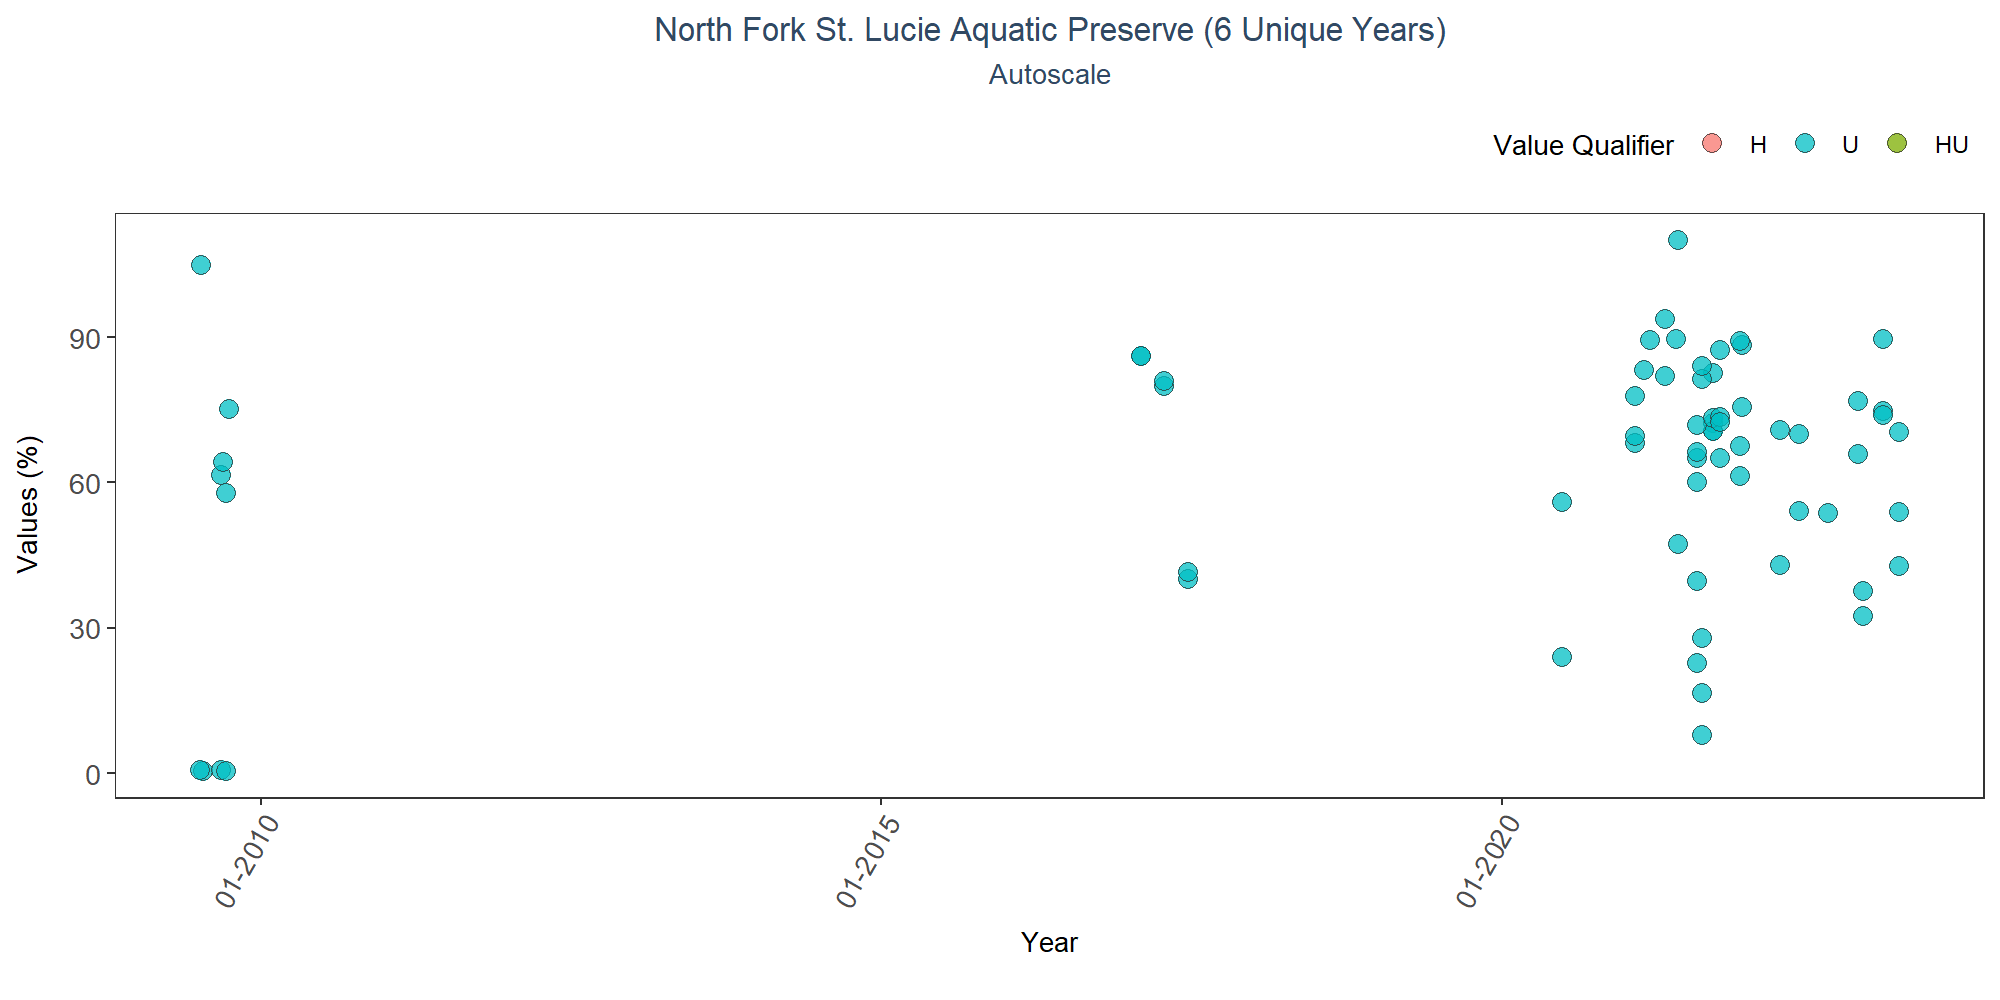 North Fork St. Lucie Aquatic Preserve (6 Unique Years)
Autoscale
Value Qualifier H U HU
Values (%)
90
60
30
0
01-2010
01-2015
01-2020
Year